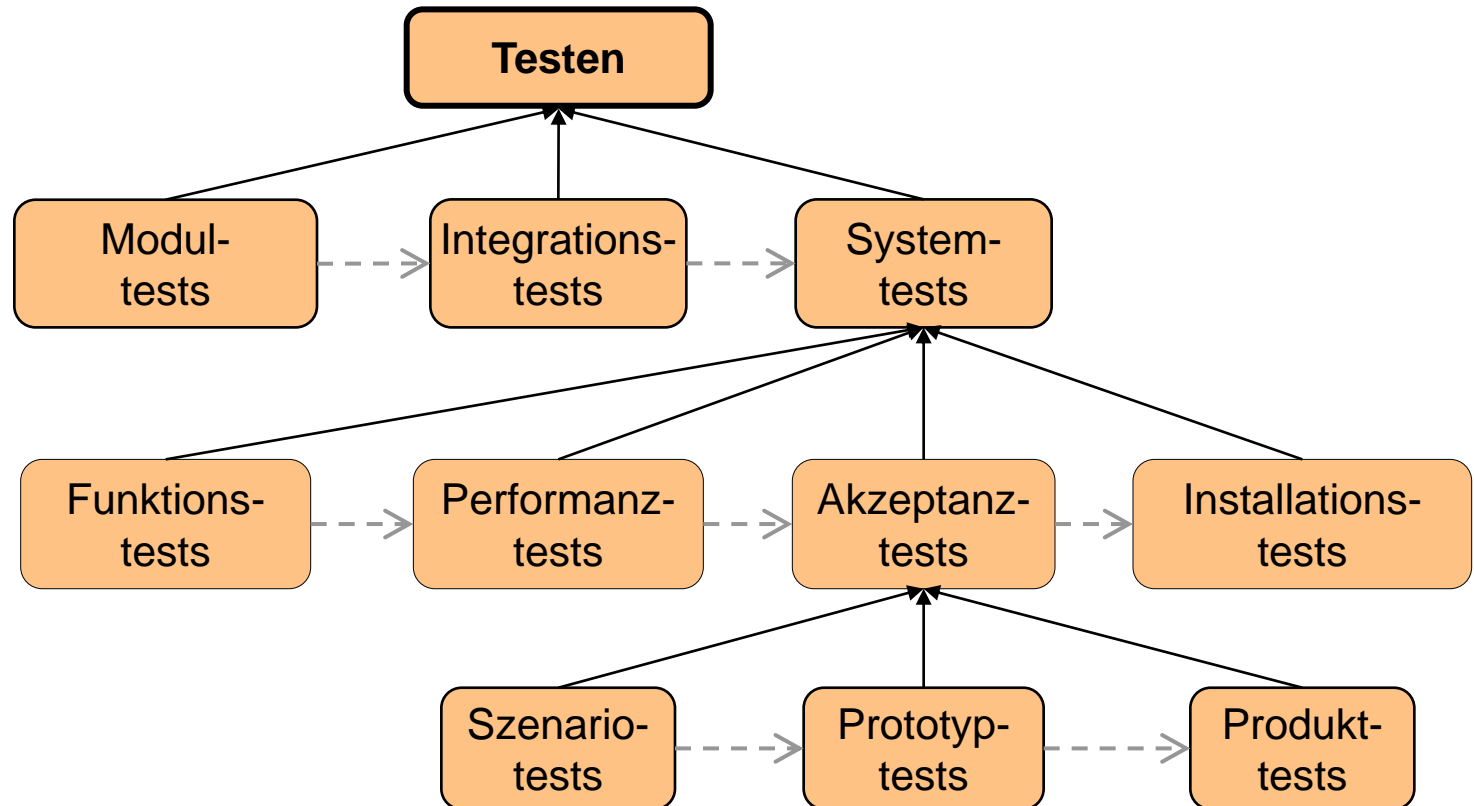 Testen
Modul-
tests
Integrations-
tests
System-
tests
Funktions-
tests
Performanz-
tests
Akzeptanz-
tests
Installations-
tests
Szenario-
tests
Prototyp-
tests
Produkt-
tests